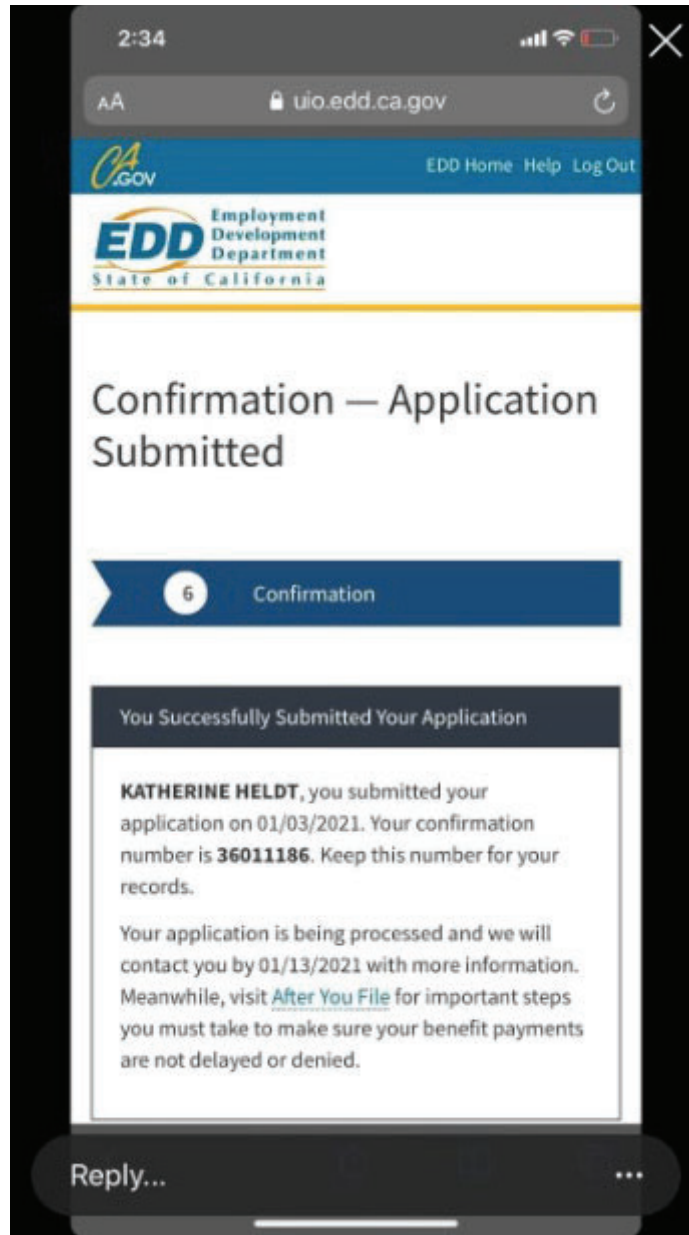 2:34
AA uio.edd.ca.gov
CA
.GOV
EDD Home Help Log Out
EDD
Employment
Development
Department
State of California
Confirmation — Application
Submitted
6 Confirmation
You Successfully Submitted Your Application
KATHERINE HELDT, you submitted your
application on 01/03/2021. Your confirmation
number is 36011186. Keep this number for your
records.
Your application is being processed and we will
contact you by 01/13/2021 with more information.
Meanwhile, visit After You File for important steps
you must take to make sure your benefit payments
are not delayed or denied.
Reply...